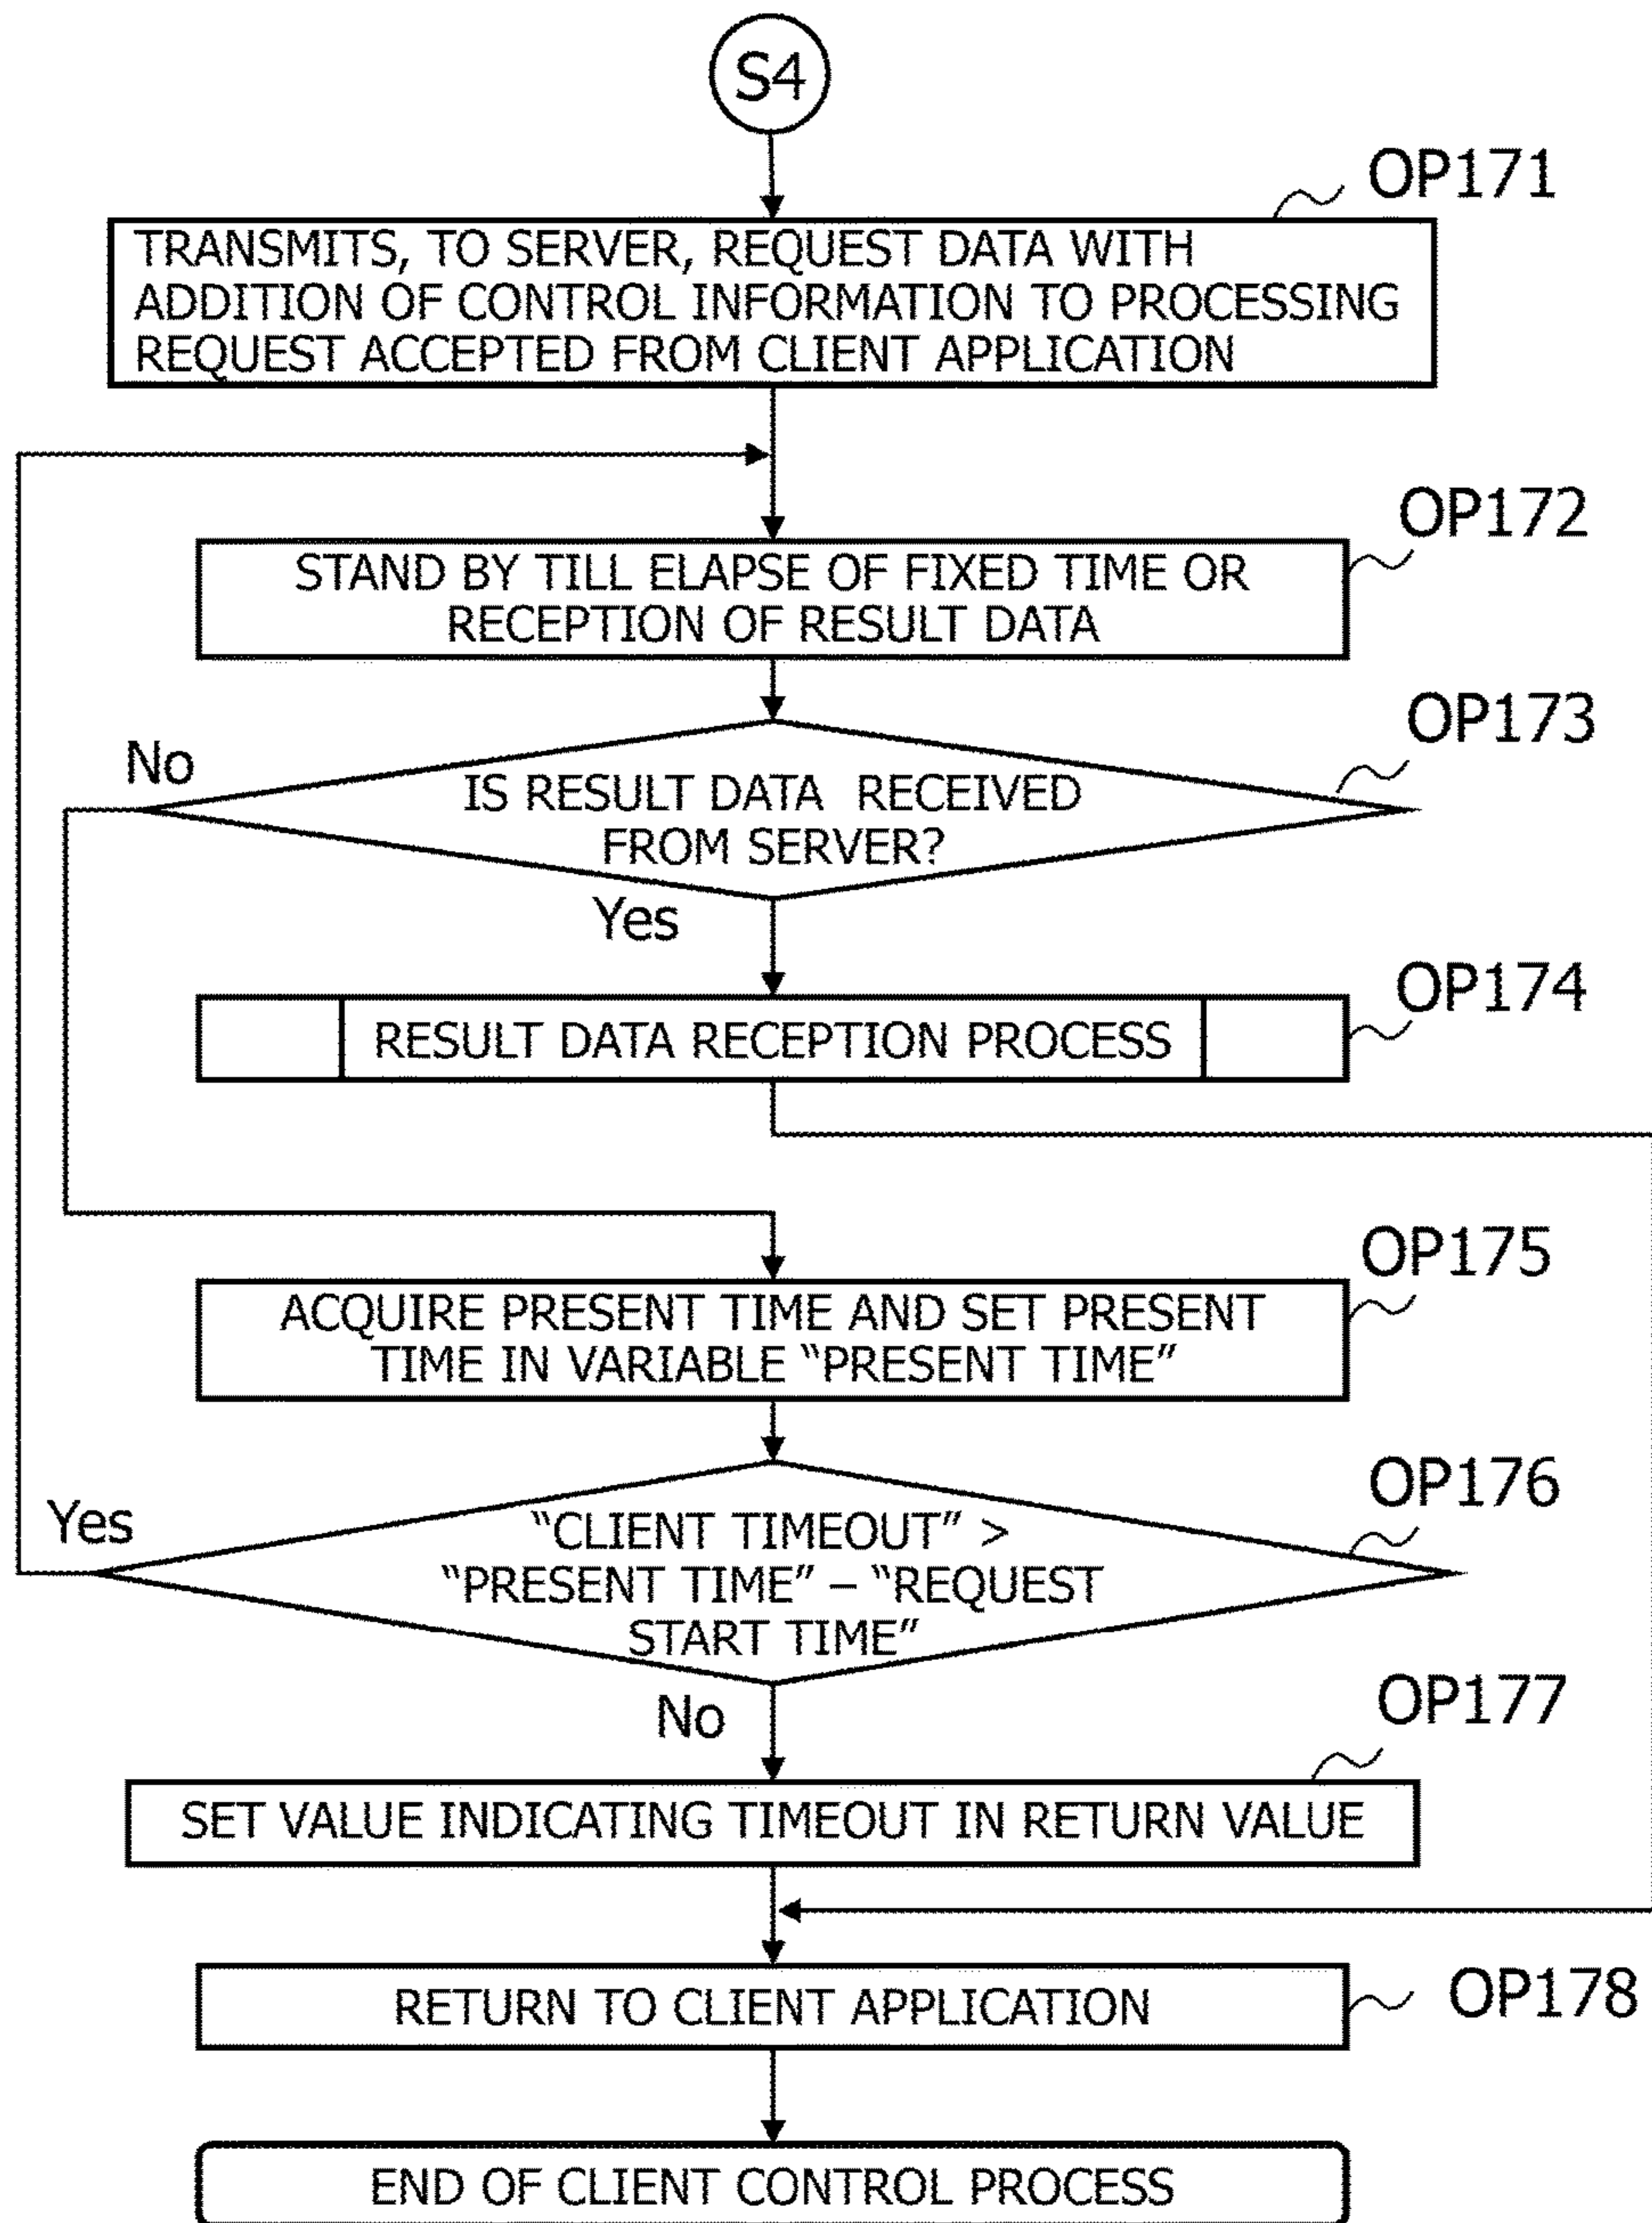 S4
OP171
TRANSMITS, TO SERVER, REQUEST DATA WITH
ADDITION OF CONTROL INFORMATION TO PROCESSING
REQUEST ACCEPTED FROM CLIENT APPLICATION
OP172
STAND BY TILL ELAPSE OF FIXED TIME OR
RECEPTION OF RESULT DATA
OP173
No
IS RESULT DATA RECEIVED
FROM SERVER?
Yes
OP174
RESULT DATA RECEPTION PROCESS
OP175
ACQUIRE PRESENT TIME AND SET PRESENT
TIME IN VARIABLE “PRESENT TIME”
OP176
Yes
“CLIENT TIMEOUT” >
“PRESENT TIME” – “REQUEST
START TIME”
No
OP177
SET VALUE INDICATING TIMEOUT IN RETURN VALUE
OP178
RETURN TO CLIENT APPLICATION
END OF CLIENT CONTROL PROCESS